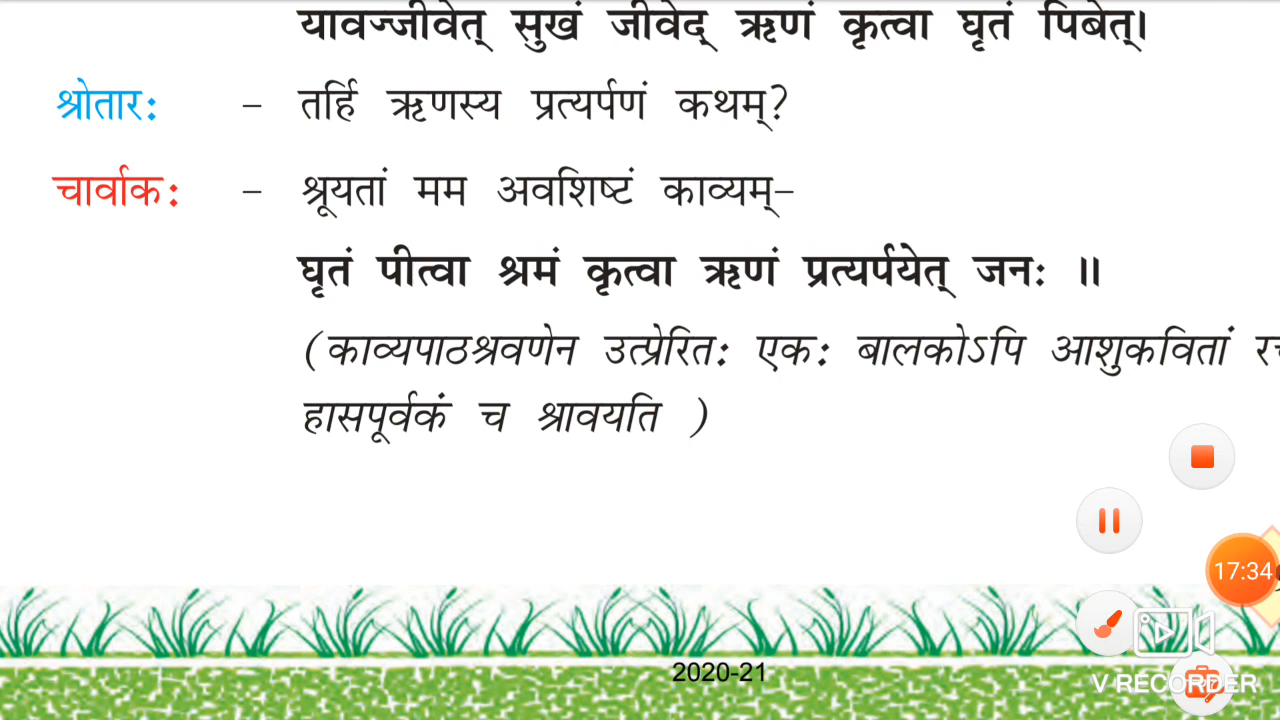 यावज्जीवेत् सुखं जीवेद् ऋणं कृत्वा घृतं पिबेत्।
श्रोतारः - तर्हि ऋणस्य प्रत्यर्पणं कथम्?
चार्वाकः - श्रूयतां मम अवशिष्टं काव्यम्-
घृतं पीत्वा श्रमं कृत्वा ऋणं प्रत्यर्पयेत् जनः ॥
(काव्यपाठश्रवणेन उत्प्रेरितः एकः बालकोऽपि आशुकवितां
हासपूर्वकं च श्रावयति )
17:34
2020-21
V RECORDER